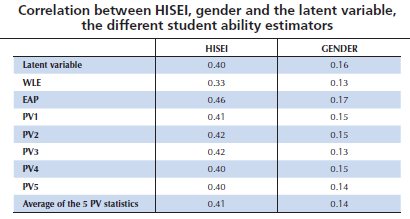 Correlation between HISEI, gender and the latent variable,
the different student ability estimators
HISEI GENDER
Latent variable 0.40 0.16
WLE 0.33 0.13
EAP 0.46 0.17
PV1 0.41 0.15
PV2 0.42 0.15
PV3 0.42 0.13
PV4 0.40 0.15
PV5 0.40 0.14
Average of the 5 PV statistics 0.41 0.14